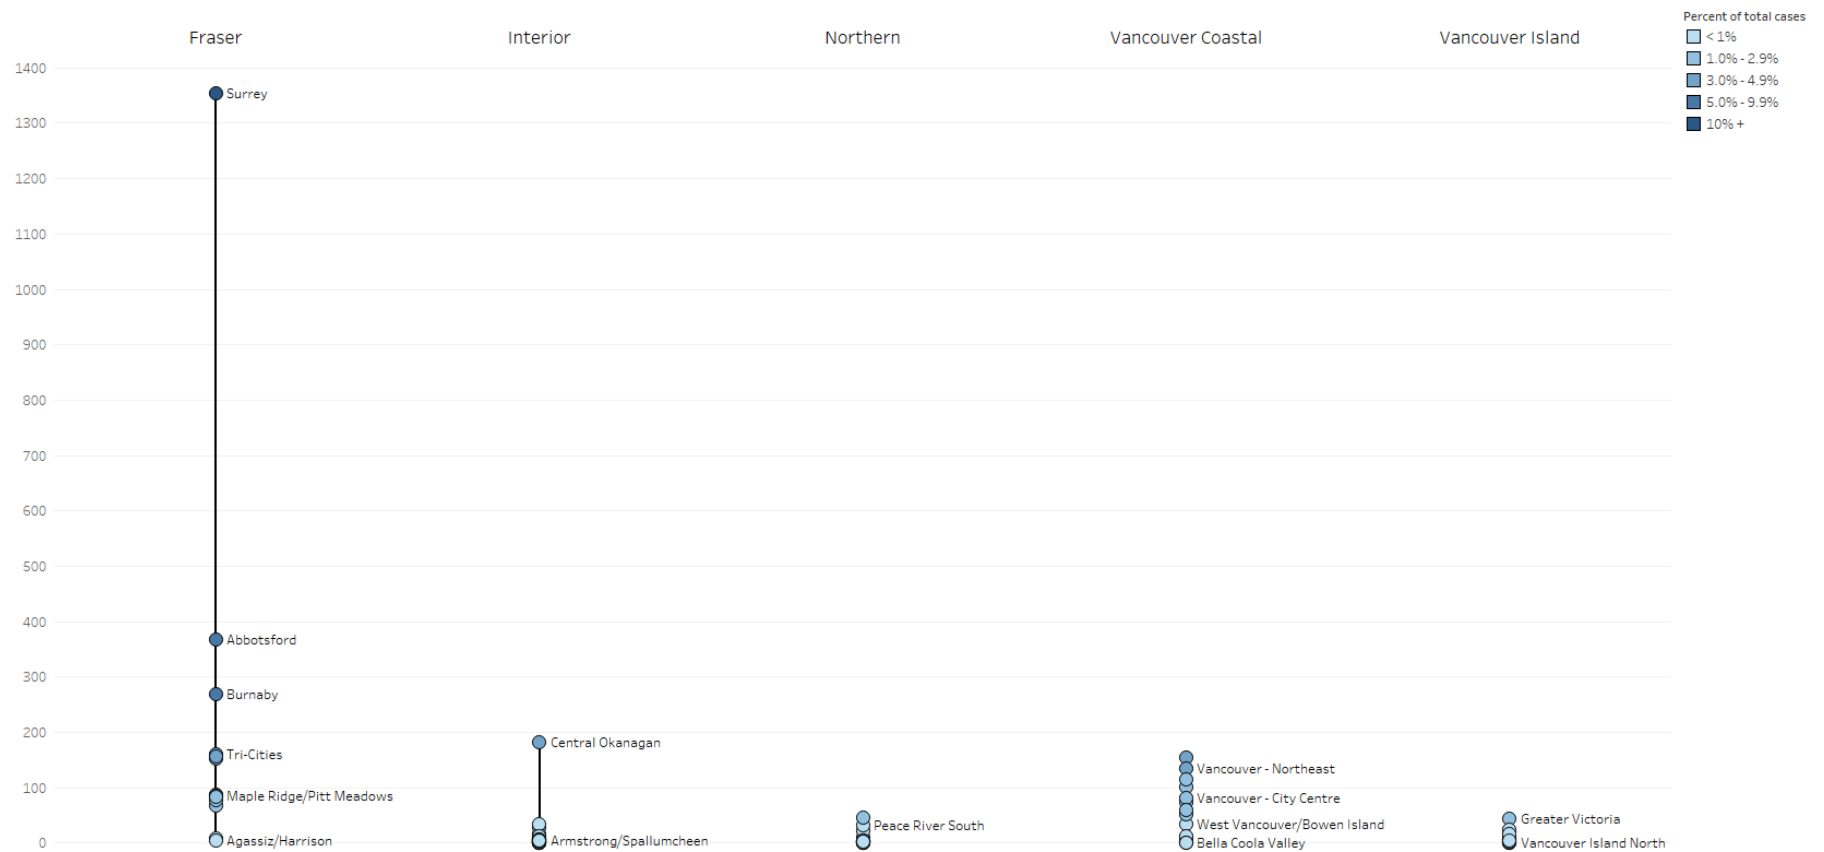 Percent of total cases
< 1%
1.0% - 2.9%
3.0% - 4.9%
5.0% - 9.9%
10% +
Fraser
Interior
Northern
Vancouver Coastal
Vancouver Island
1400
1300
1200
1100
1000
900
800
700
600
500
400
300
200
100
0
Surrey
Abbotsford
Burnaby
Tri-Cities
Maple Ridge/Pitt Meadows
Agassiz/Harrison
Central Okanagan
Armstrong/Spallumcheen
Peace River South
Vancouver - Northeast
Vancouver - City Centre
West Vancouver/Bowen Island
Bella Coola Valley
Greater Victoria
Vancouver Island North